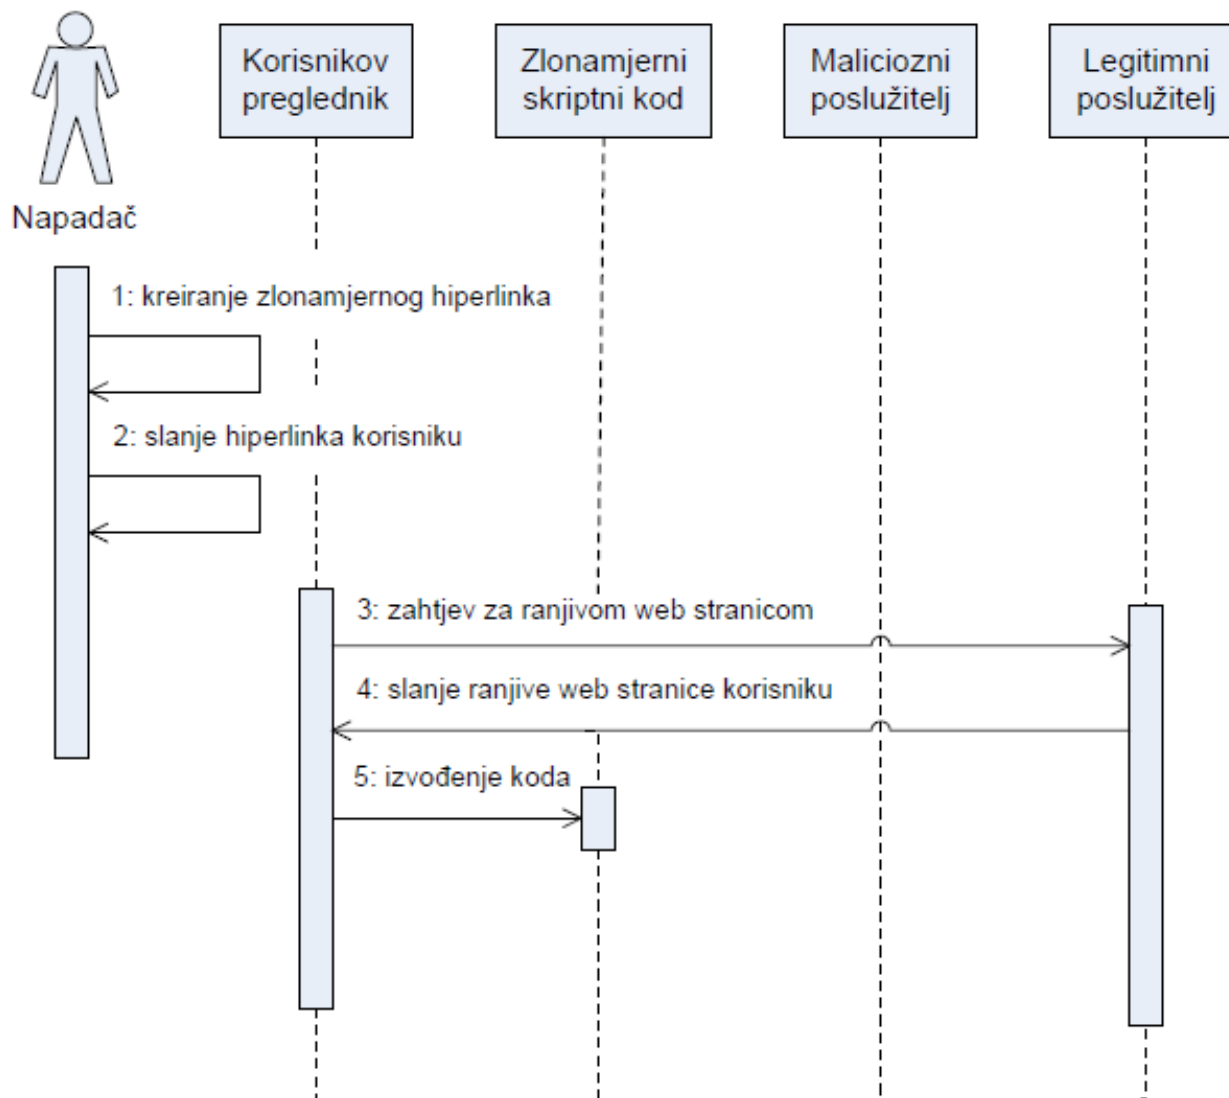 Korisnikov
preglednik
Zlonamjerni
skriptni kod
Maliciozni
poslužitelj
Legitimni
poslužitelj
Napadač
1: kreiranje zlonamjernog hiperlinka
2: slanje hiperlinka korisniku
3: zahtjev za ranjivom web stranicom
4: slanje ranjive web stranice korisniku
5: izvođenje koda